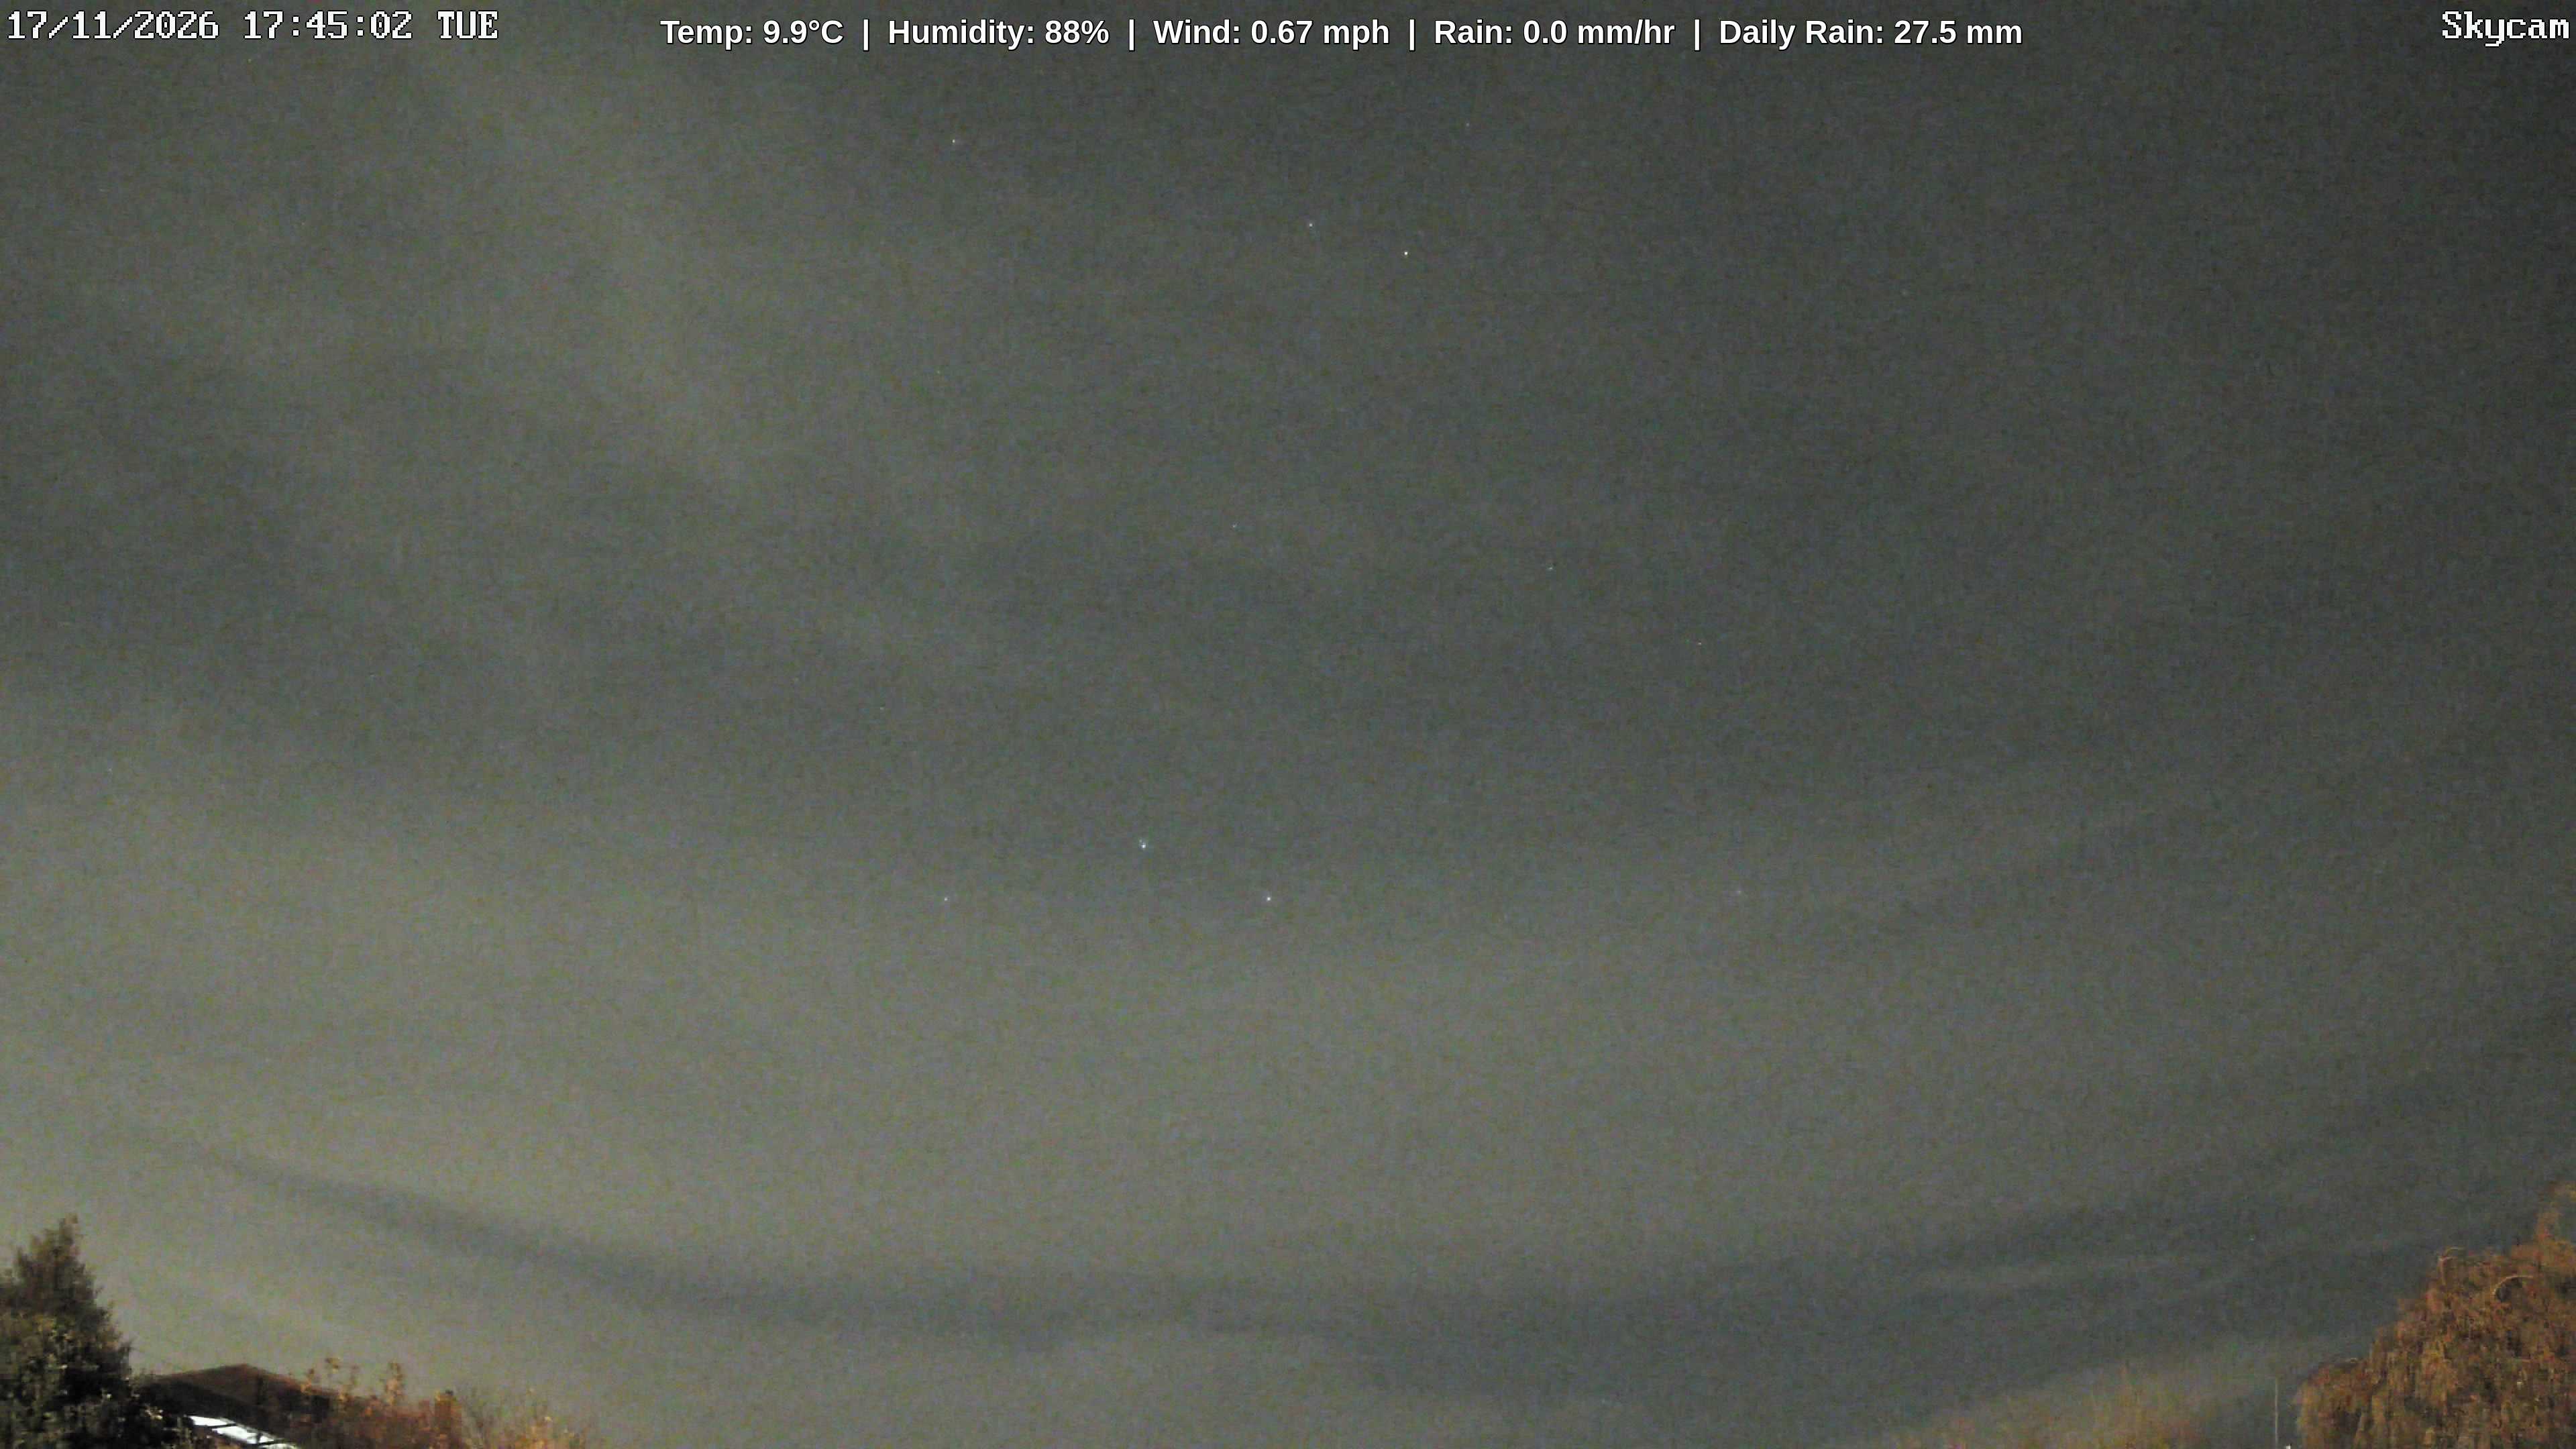 17/11/2026 17:45:02 TUE
Temp: 9.9°C | Humidity: 88% | Wind: 0.67 mph | Rain: 0.0 mm/hr | Daily Rain: 27.5 mm
Skycam